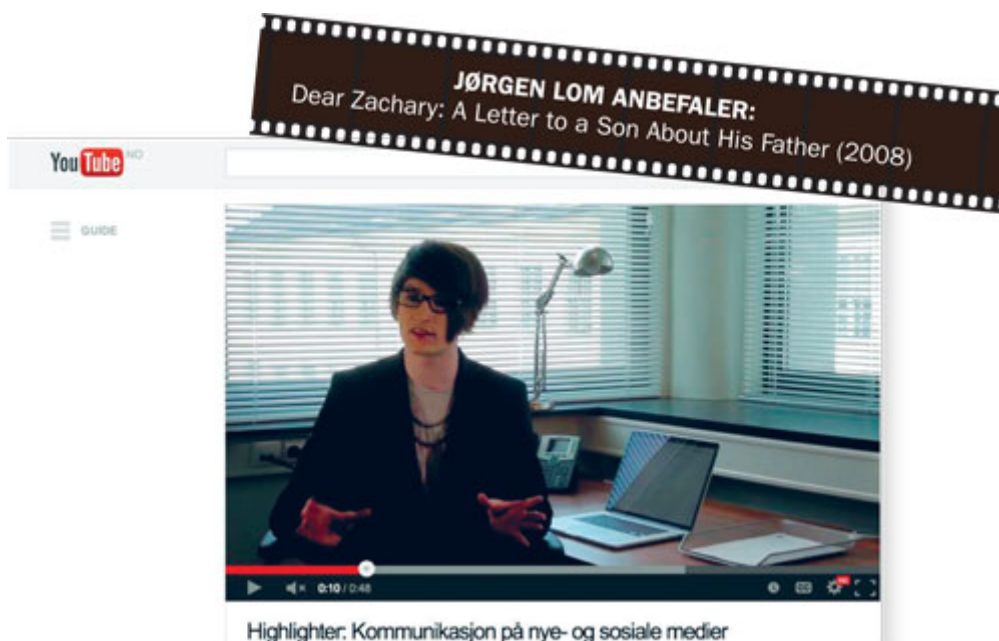 JØRGEN LOM ANBEFALER:
Dear Zachary: A Letter to a Son About His Father (2008)
YouTube NO
GUIDE
0:10 / 0:48
Highlighter: Kommunikasjon på nye- og sosiale medier